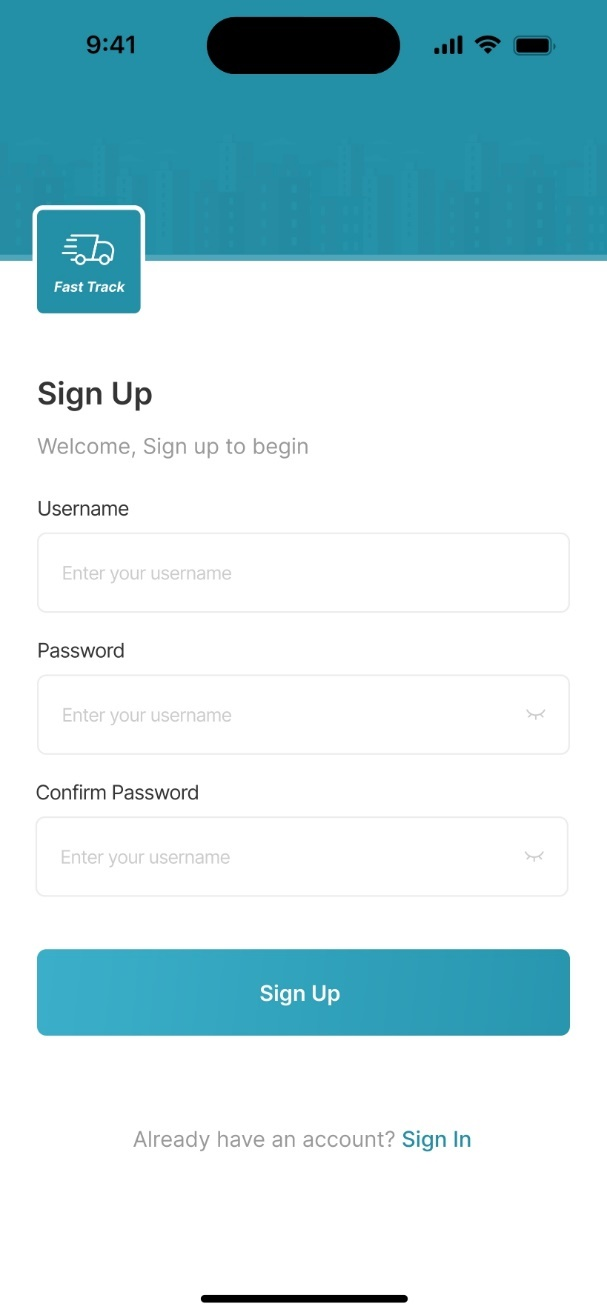 9:41
Fast Track
Sign Up
Welcome, Sign up to begin
Username
Enter your username
Password
Enter your username
Confirm Password
Enter your username
Sign Up
Already have an account? Sign In